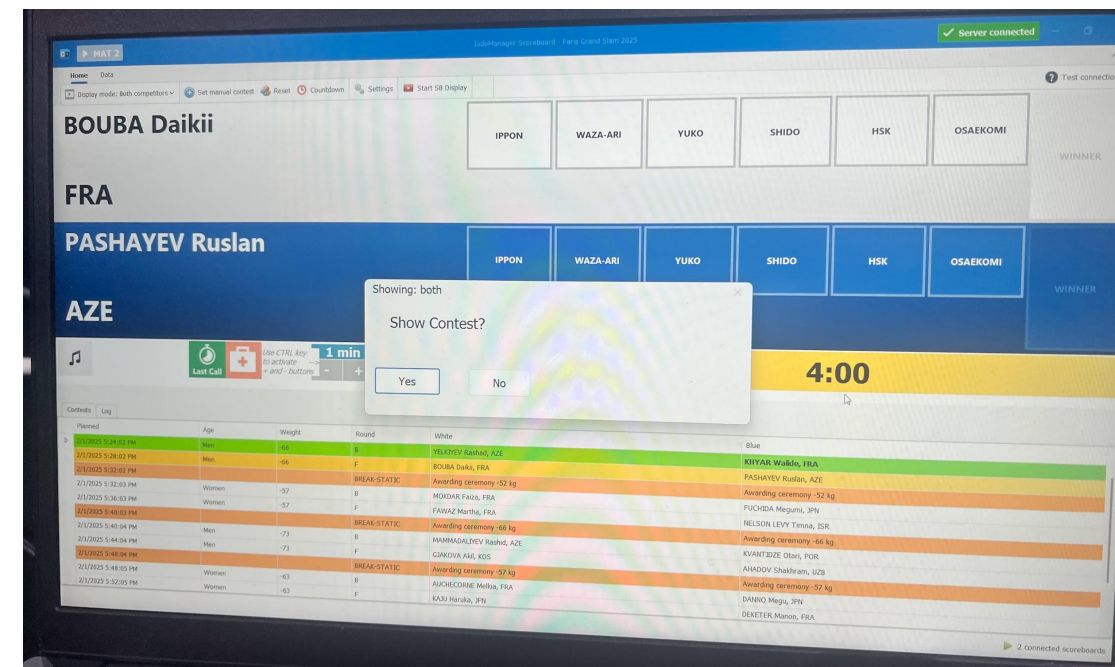 MAT 2
JudoManager Scoreboard - Paris Grand Slam 2025
Server connected
Home Data
Test connectio
Display mode: Both competitors Set manual contest Reset Countdown Settings Start SB Display
BOUBA Daikii
IPPON WAZA-ARI YUKO SHIDO HSK OSAEKOMI
WINNER
FRA
PASHAYEV Ruslan
IPPON WAZA-ARI YUKO SHIDO HSK OSAEKOMI
WINNER
AZE
Showing: both
Show Contest?
Yes No
Last Call
Use CTRL key
to activate -->
+ and - buttons
1 min
- +
4:00
Contests Log
Planned Age Weight Round White Blue
2/1/2025 5:24:02 PM Men -66 B YELKIYEV Rashad, AZE KHYAR Walide, FRA
2/1/2025 5:28:02 PM Men -66 F BOUBA Daikii, FRA PASHAYEV Ruslan, AZE
2/1/2025 5:32:02 PM BREAK-STATIC Awarding ceremony -52 kg Awarding ceremony -52 kg
2/1/2025 5:32:03 PM Women -57 B MOKDAR Faiza, FRA FUCHIDA Megumi, JPN
2/1/2025 5:36:03 PM Women -57 F FAWAZ Martha, FRA NELSON LEVY Timna, ISR
2/1/2025 5:40:03 PM BREAK-STATIC Awarding ceremony -66 kg Awarding ceremony -66 kg
2/1/2025 5:40:04 PM Men -73 B MAMMADALIYEV Rashid, AZE KVANTIDZE Otari, POR
2/1/2025 5:44:04 PM Men -73 F GJAKOVA Akil, KOS AHADOV Shakhram, UZB
2/1/2025 5:48:04 PM BREAK-STATIC Awarding ceremony -57 kg Awarding ceremony -57 kg
2/1/2025 5:48:05 PM Women -63 B AUCHECORNE Melkia, FRA DANNO Megu, JPN
2/1/2025 5:52:05 PM Women -63 F KAJU Haruka, JPN DEKETER Manon, FRA
2 connected scoreboards